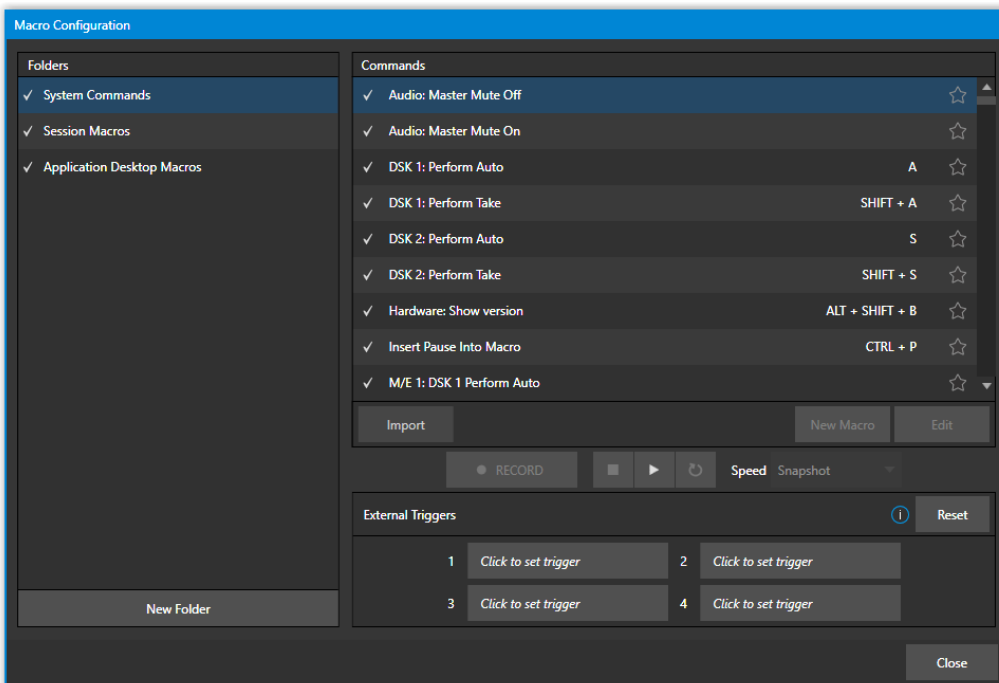 Macro Configuration
Folders
System Commands
Session Macros
Application Desktop Macros
New Folder
Commands
Audio: Master Mute Off
Audio: Master Mute On
DSK 1: Perform Auto A
DSK 1: Perform Take SHIFT + A
DSK 2: Perform Auto S
DSK 2: Perform Take SHIFT + S
Hardware: Show version ALT + SHIFT + B
Insert Pause Into Macro CTRL + P
M/E 1: DSK 1 Perform Auto
Import New Macro Edit
RECORD Speed Snapshot
External Triggers Reset
1 Click to set trigger 2 Click to set trigger
3 Click to set trigger 4 Click to set trigger
Close